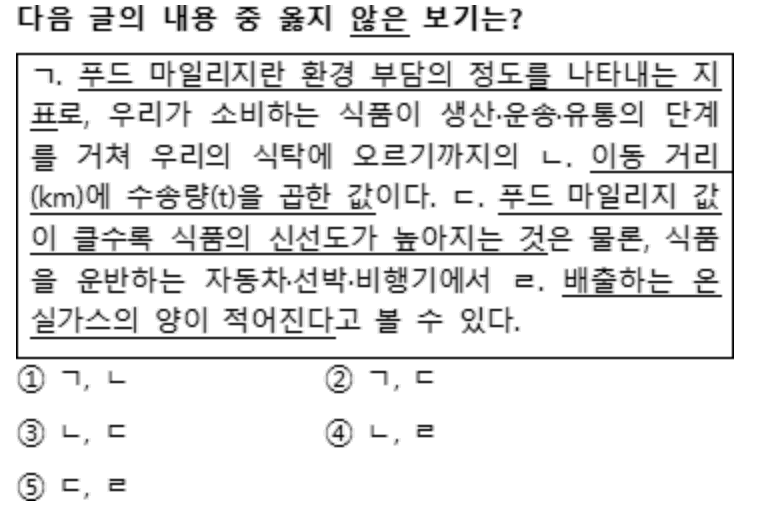 다음 글의 내용 중 옳지 않은 보기는?
ㄱ. 푸드 마일리지란 환경 부담의 정도를 나타내는 지
표로, 우리가 소비하는 식품이 생산·운송·유통의 단계
를 거쳐 우리의 식탁에 오르기까지의 ㄴ. 이동 거리
(km)에 수송량(t)을 곱한 값이다. ㄷ. 푸드 마일리지 값
이 클수록 식품의 신선도가 높아지는 것은 물론, 식품
을 운반하는 자동차·선박·비행기에서 ㄹ. 배출하는 온
실가스의 양이 적어진다고 볼 수 있다.
① ㄱ, ㄴ ② ㄱ, ㄷ
③ ㄴ, ㄷ ④ ㄴ, ㄹ
⑤ ㄷ, ㄹ